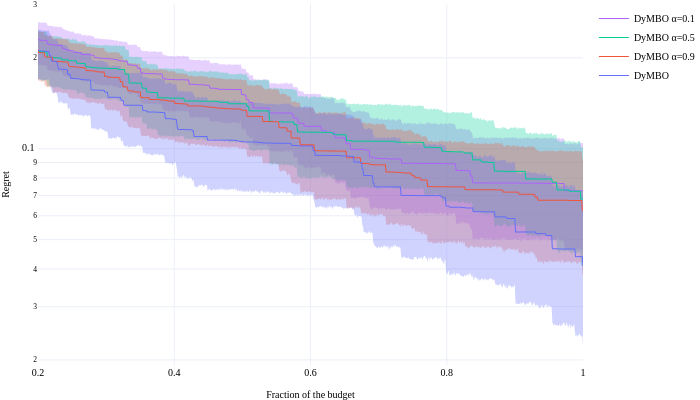 3
2
0.1
9
8
7
6
5
4
3
2
Regret
0.2
0.4
0.6
0.8
1
Fraction of the budget
DyMBO α=0.1
DyMBO α=0.5
DyMBO α=0.9
DyMBO